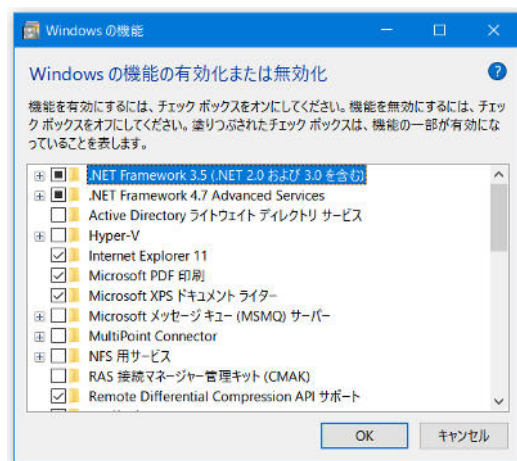 Windows の機能
Windows の機能の有効化または無効化
機能を有効にするには、チェック ボックスをオンにしてください。機能を無効にするには、チェッ
ク ボックスをオフにしてください。塗りつぶされたチェック ボックスは、機能の一部が有効にな
っていることを表します。
.NET Framework 3.5 (.NET 2.0 および 3.0 を含む)
.NET Framework 4.7 Advanced Services
Active Directory ライトウェイト ディレクトリ サービス
Hyper-V
Internet Explorer 11
Microsoft PDF 印刷
Microsoft XPS ドキュメント ライター
Microsoft メッセージ キュー (MSMQ) サーバー
MultiPoint Connector
NFS 用サービス
RAS 接続マネージャー管理キット (CMAK)
Remote Differential Compression API サポート
OK キャンセル